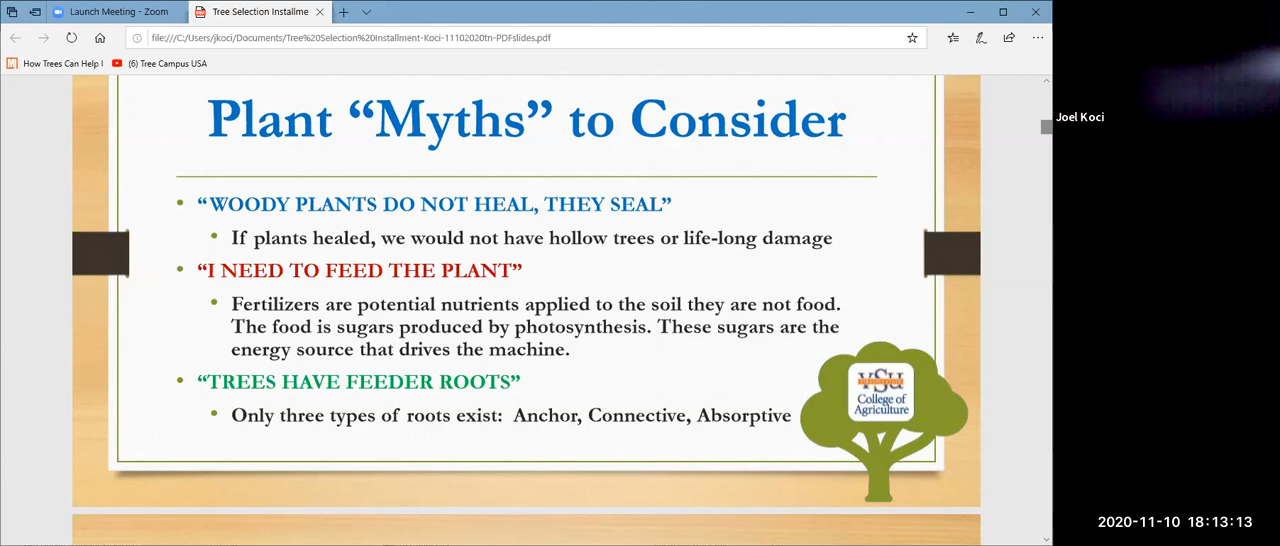 Launch Meeting - Zoom
Tree Selection Installme
file:///C:/Users/jkoci/Documents/Tree%20Selection%20Installment-Koci-11102020tn-PDFslides.pdf
How Trees Can Help U
(6) Tree Campus USA
Plant “Myths” to Consider
• “WOODY PLANTS DO NOT HEAL, THEY SEAL”
• If plants healed, we would not have hollow trees or life-long damage
• “I NEED TO FEED THE PLANT”
• Fertilizers are potential nutrients applied to the soil they are not food.
The food is sugars produced by photosynthesis. These sugars are the
energy source that drives the machine.
• “TREES HAVE FEEDER ROOTS”
• Only three types of roots exist: Anchor, Connective, Absorptive
VSU
VIRGINIA STATE
College of
Agriculture
Joel Koci
2020-11-10 18:13:13